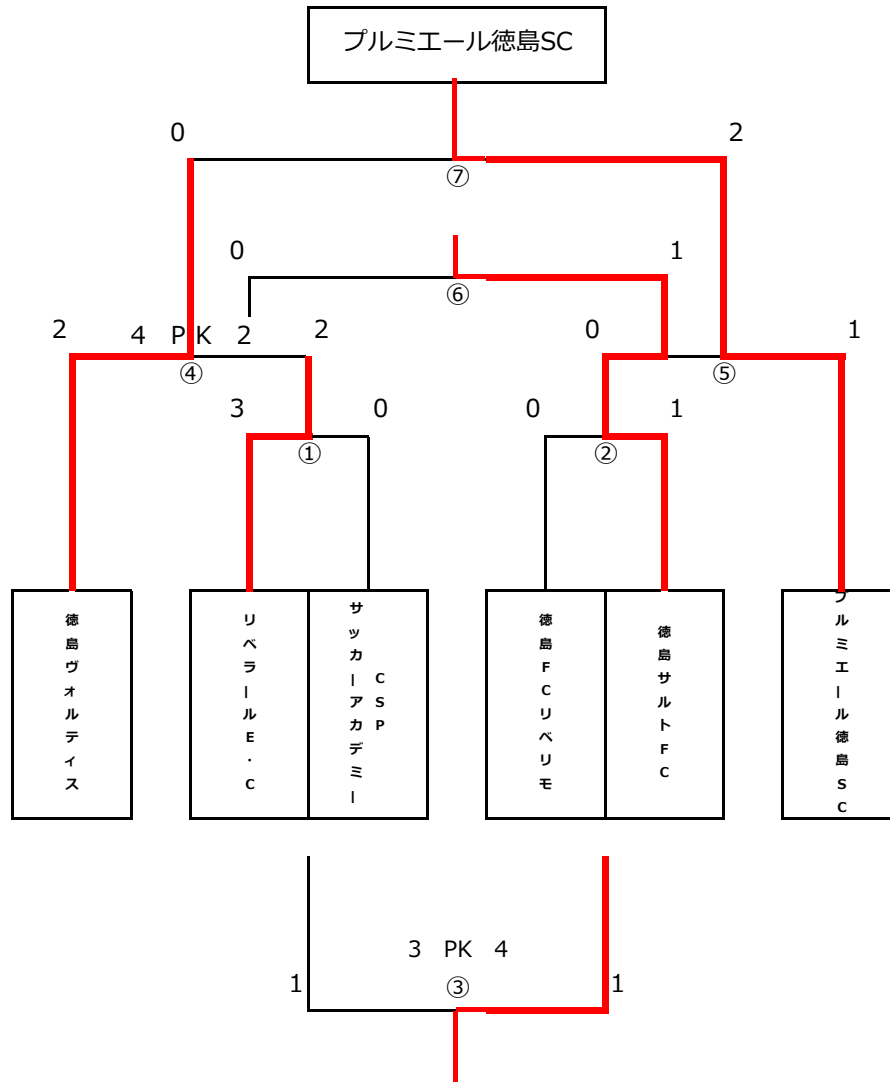 プルミエール徳島SC
0
2
⑦
0
1
⑥
2
4 PK 2
2
0
1
④
⑤
3
0
0
1
①
②
徳島ヴォルティス
リベラールE・C
サッカーアカデミー
CSP
徳島FCリベリモ
徳島サルトFC
プルミエール徳島SC
3 PK 4
1
③
1